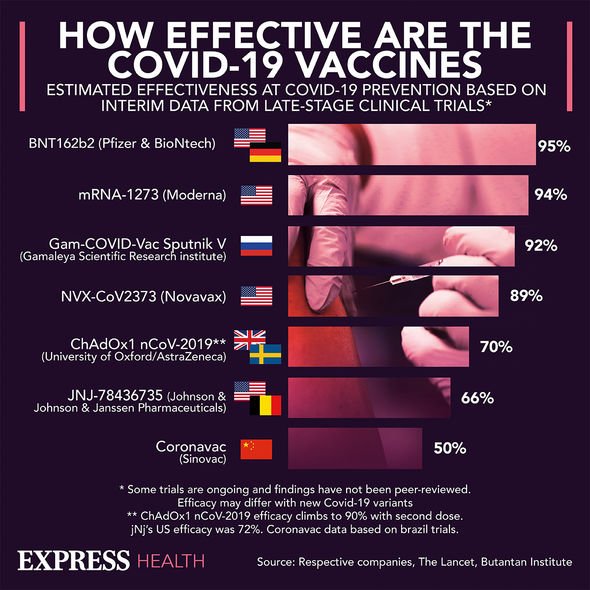 HOW EFFECTIVE ARE THE
COVID-19 VACCINES
ESTIMATED EFFECTIVENESS AT COVID-19 PREVENTION BASED ON
INTERIM DATA FROM LATE-STAGE CLINICAL TRIALS*
BNT162b2 (Pfizer & BioNtech)
95%
mRNA-1273 (Moderna)
94%
Gam-COVID-Vac Sputnik V
(Gamaleya Scientific Research institute)
92%
NVX-CoV2373 (Novavax)
89%
ChAdOx1 nCoV-2019**
(University of Oxford/AstraZeneca)
70%
JNJ-78436735 (Johnson &
Johnson & Janssen Pharmaceuticals)
66%
Coronavac
(Sinovac)
50%
* Some trials are ongoing and findings have not been peer-reviewed.
Efficacy may differ with new Covid-19 variants
** ChAdOx1 nCoV-2019 efficacy climbs to 90% with second dose.
jNj's US efficacy was 72%. Coronavac data based on brazil trials.
EXPRESS HEALTH
Source: Respective companies, The Lancet, Butantan Institute